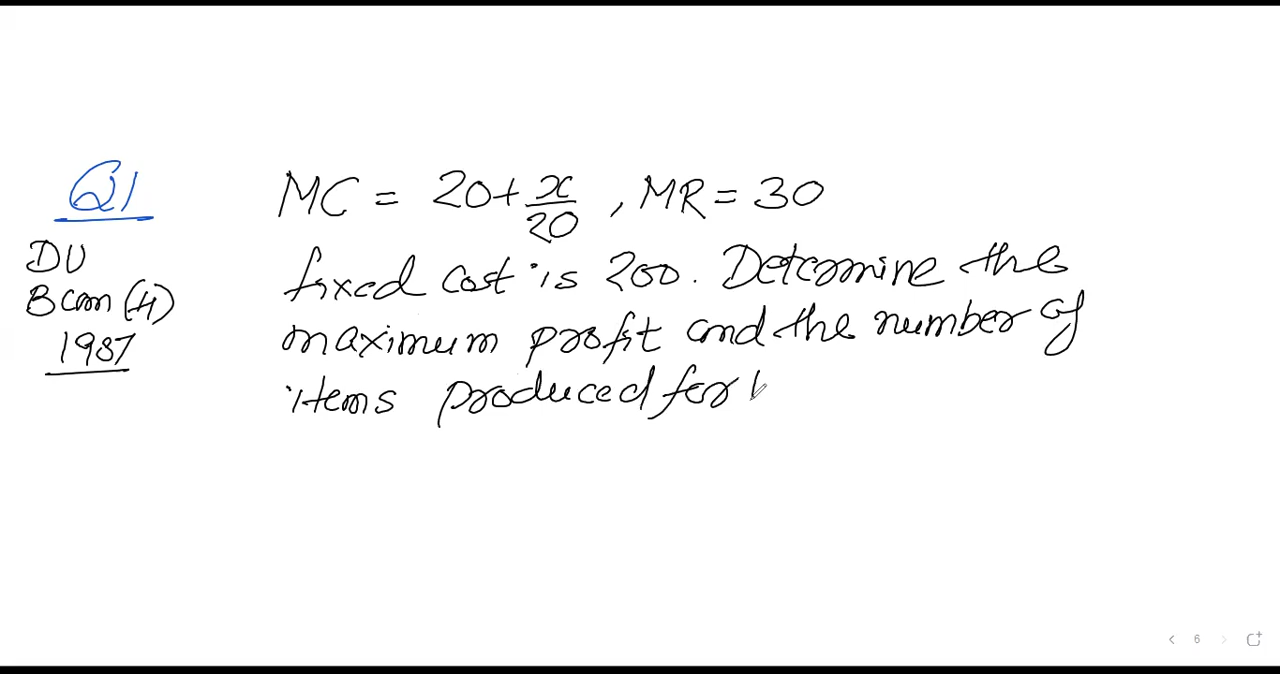 Q1
MC = 20 + x/20 , MR = 30
DU
B com (H)
1987
fixed cost is 200. Determine the
maximum profit and the number of
items produced for
6